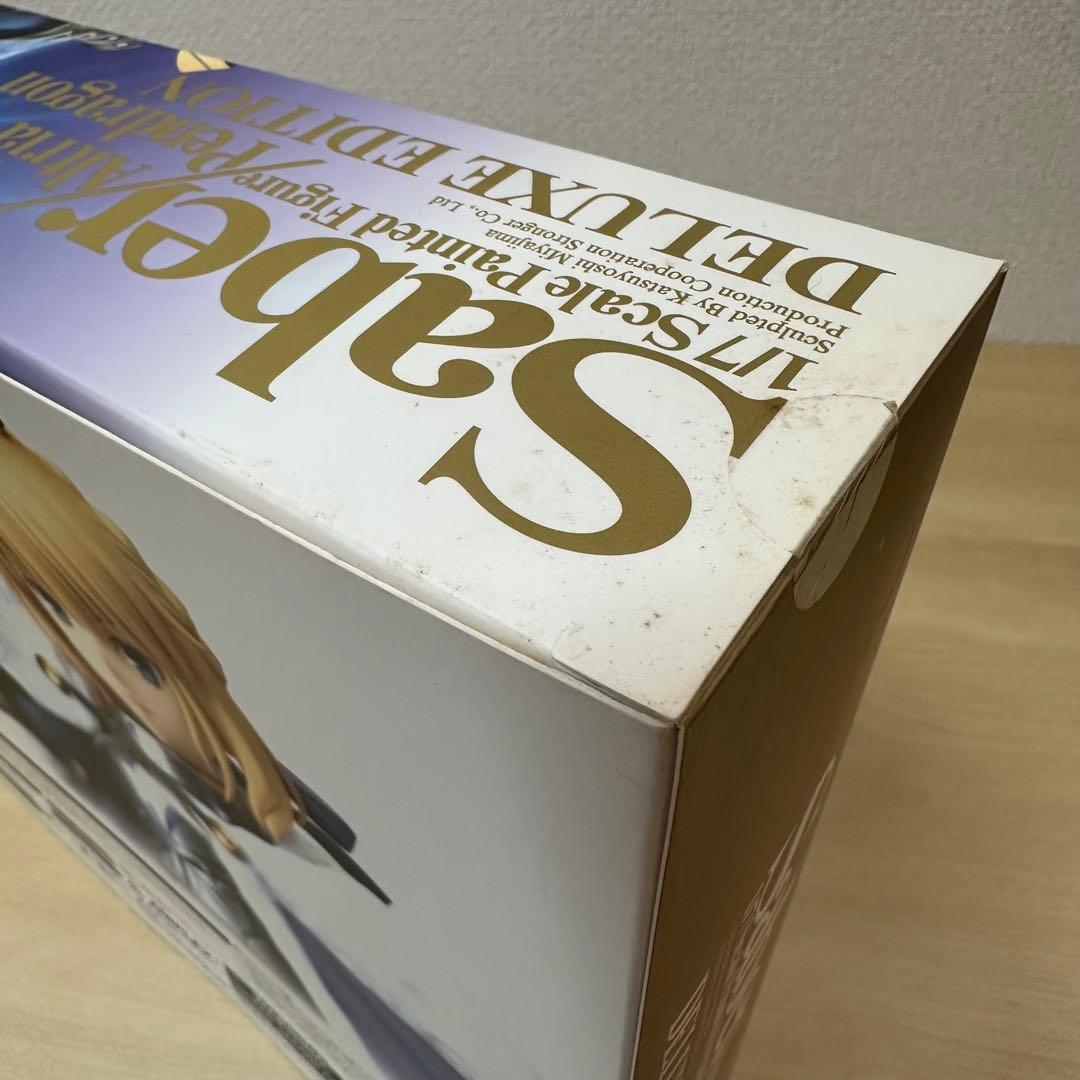 Saber/Altria
Pendragon
1/7 Scale Painted Figure
Sculpted By Katsuyoshi Miyajima
Production Cooperation Stronger Co., Ltd
DELUXE EDITION